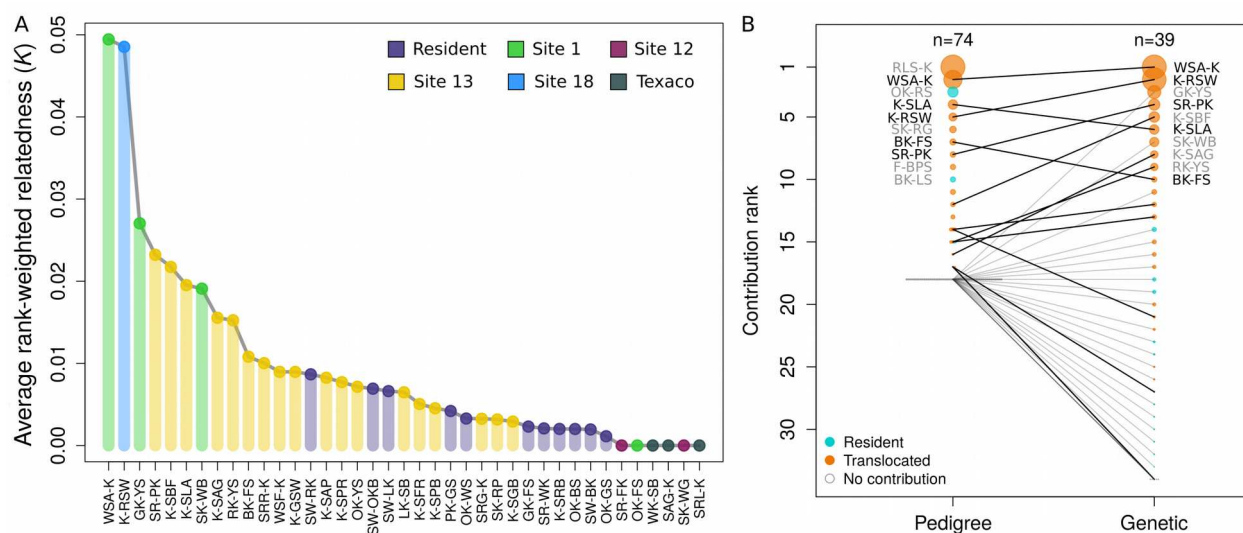 A
Average rank-weighted relatedness (K)
0.05
0.04
0.03
0.02
0.01
0.00
Resident
Site 1
Site 12
Site 13
Site 18
Texaco
WSA-K
K-RSW
GK-YS
SR-PK
K-SBF
K-SLA
SK-WB
K-SAG
RK-YS
BK-FS
SRR-K
WSF-K
K-GSW
SW-RK
K-SAP
K-SPR
OK-YS
SW-OKB
SW-LK
LK-SB
K-SFR
K-SPB
PK-GS
OK-WS
SRG-K
SK-RP
K-SGB
GK-FS
SR-WK
K-SRB
OK-BS
SW-BK
OK-GS
SR-FK
OK-FS
WK-SB
SAG-K
SK-WG
SRL-K
B
n=74
n=39
Contribution rank
1
5
10
15
20
25
30
RLS-K
WSA-K
OK-RS
K-SLA
K-RSW
SK-RG
BK-FS
SR-PK
F-BPS
BK-LS
WSA-K
K-RSW
GK-YS
SR-PK
K-SBF
K-SLA
SK-WB
K-SAG
RK-YS
BK-FS
Resident
Translocated
No contribution
Pedigree
Genetic